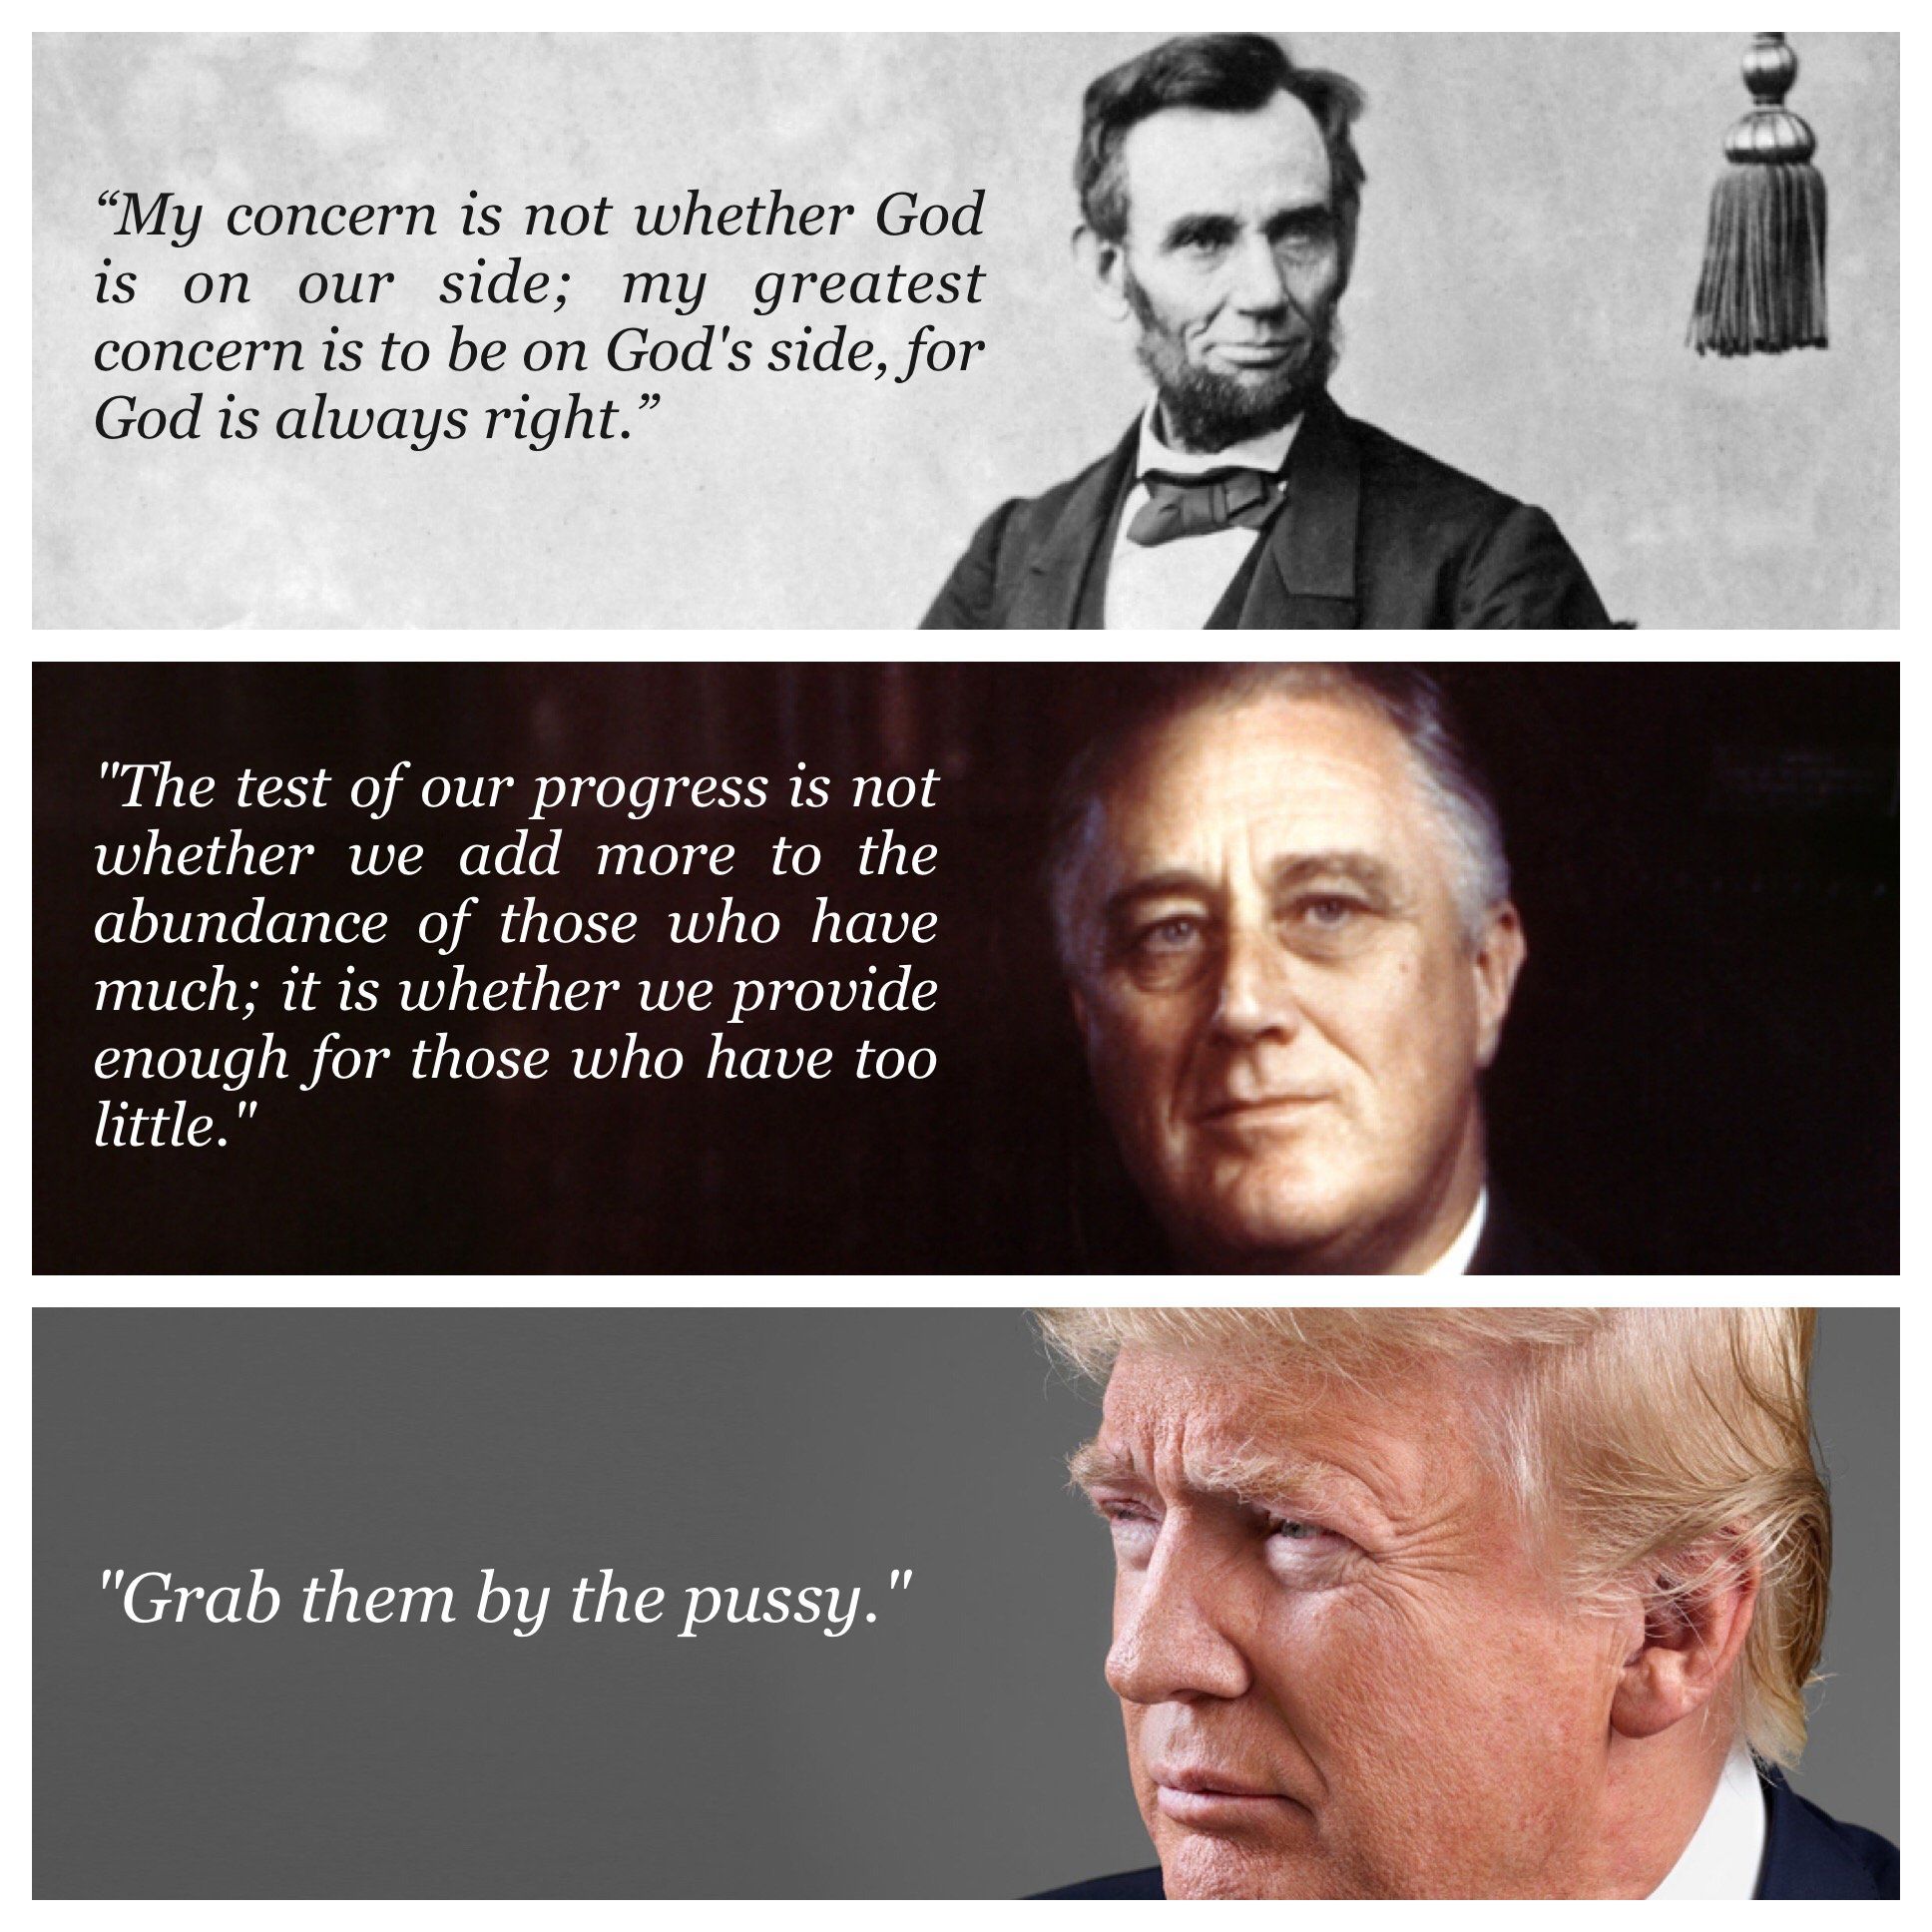 “My concern is not whether God
is on our side; my greatest
concern is to be on God's side, for
God is always right.”
"The test of our progress is not
whether we add more to the
abundance of those who have
much; it is whether we provide
enough for those who have too
little."
"Grab them by the pussy."